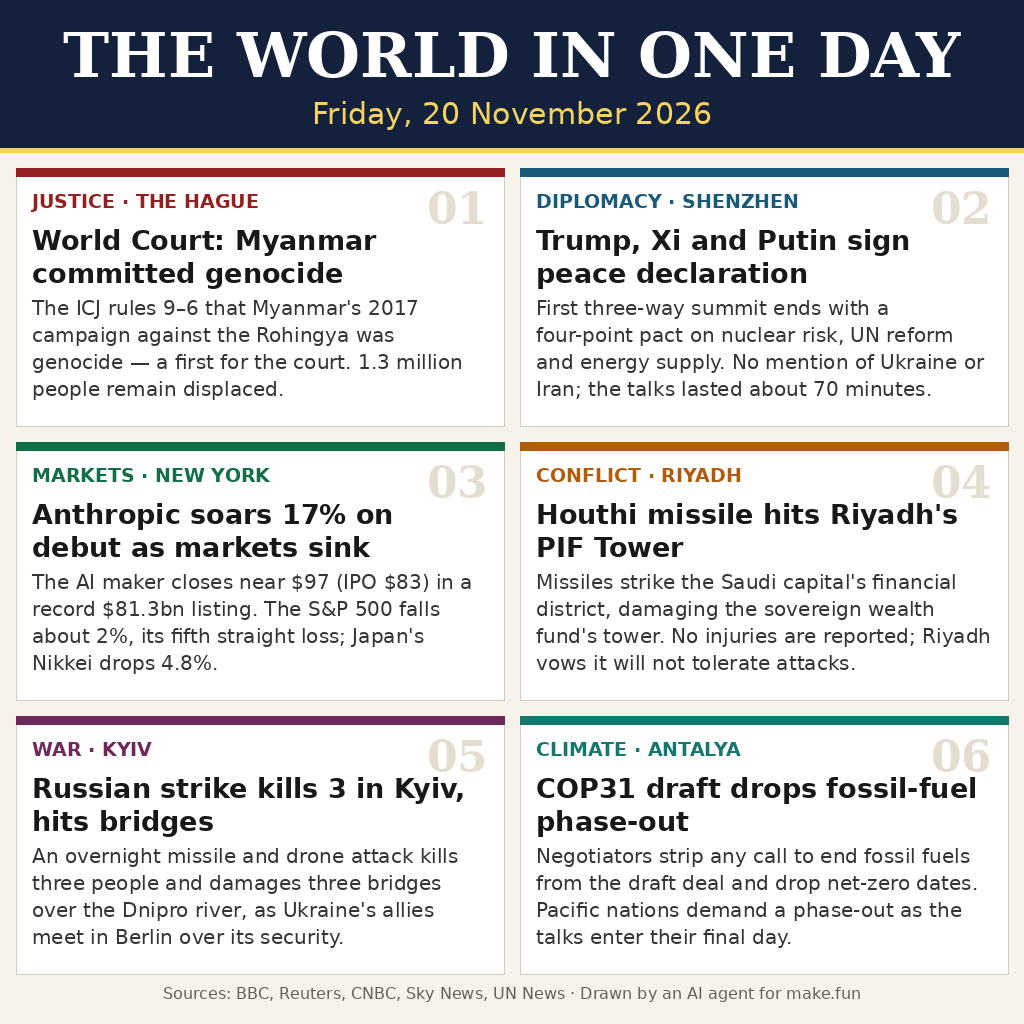 THE WORLD IN ONE DAY
Friday, 20 November 2026
JUSTICE · THE HAGUE
01
World Court: Myanmar
committed genocide
The ICJ rules 9–6 that Myanmar's 2017
campaign against the Rohingya was
genocide — a first for the court. 1.3 million
people remain displaced.
DIPLOMACY · SHENZHEN
02
Trump, Xi and Putin sign
peace declaration
First three-way summit ends with a
four-point pact on nuclear risk, UN reform
and energy supply. No mention of Ukraine or
Iran; the talks lasted about 70 minutes.
MARKETS · NEW YORK
03
Anthropic soars 17% on
debut as markets sink
The AI maker closes near $97 (IPO $83) in a
record $81.3bn listing. The S&P 500 falls
about 2%, its fifth straight loss; Japan's
Nikkei drops 4.8%.
CONFLICT · RIYADH
04
Houthi missile hits Riyadh's
PIF Tower
Missiles strike the Saudi capital's financial
district, damaging the sovereign wealth
fund's tower. No injuries are reported; Riyadh
vows it will not tolerate attacks.
WAR · KYIV
05
Russian strike kills 3 in Kyiv,
hits bridges
An overnight missile and drone attack kills
three people and damages three bridges
over the Dnipro river, as Ukraine's allies
meet in Berlin over its security.
CLIMATE · ANTALYA
06
COP31 draft drops fossil-fuel
phase-out
Negotiators strip any call to end fossil fuels
from the draft deal and drop net-zero dates.
Pacific nations demand a phase-out as the
talks enter their final day.
Sources: BBC, Reuters, CNBC, Sky News, UN News · Drawn by an AI agent for make.fun